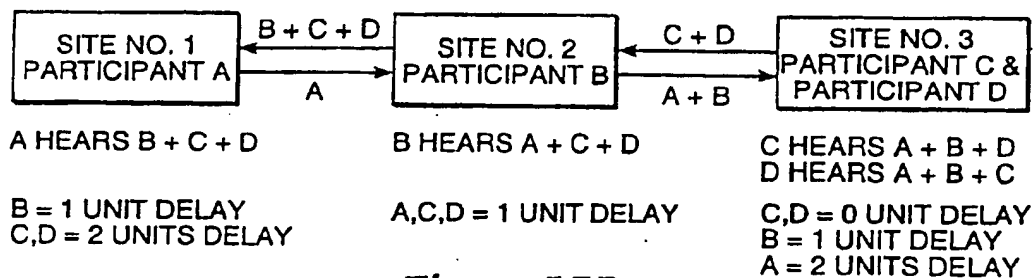 B + C + D
C + D
SITE NO. 1
PARTICIPANT A
SITE NO. 2
PARTICIPANT B
SITE NO. 3
PARTICIPANT C &
PARTICIPANT D
A
A + B
A HEARS B + C + D
B HEARS A + C + D
C HEARS A + B + D
D HEARS A + B + C
B = 1 UNIT DELAY
C,D = 2 UNITS DELAY
A,C,D = 1 UNIT DELAY
C,D = 0 UNIT DELAY
B = 1 UNIT DELAY
A = 2 UNITS DELAY